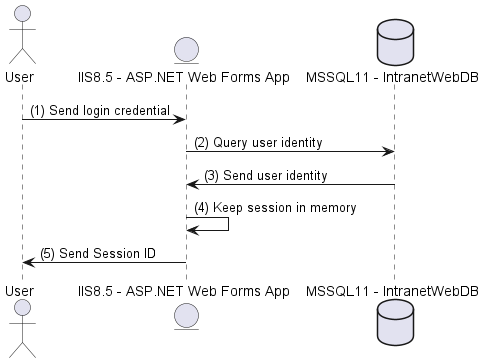 User
IIS8.5 - ASP.NET Web Forms App
MSSQL11 - IntranetWebDB
(1) Send login credential
(2) Query user identity
(3) Send user identity
(4) Keep session in memory
(5) Send Session ID
User
IIS8.5 - ASP.NET Web Forms App
MSSQL11 - IntranetWebDB